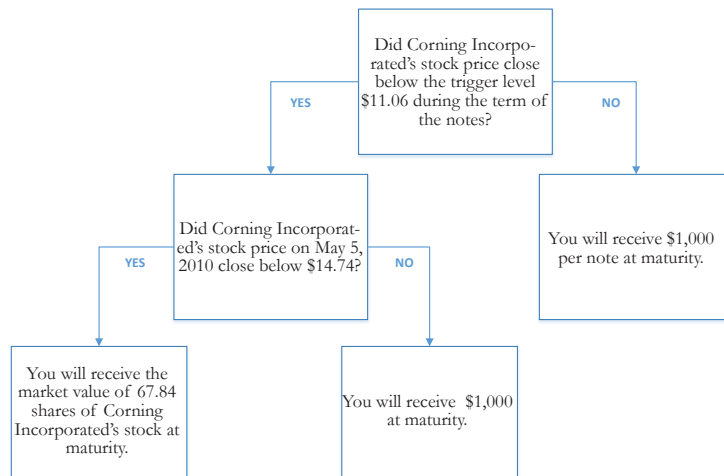 Did Corning Incorpo-
rated's stock price close
below the trigger level
$11.06 during the term of
the notes?
YES
NO
Did Corning Incorporat-
ed's stock price on May 5,
2010 close below $14.74?
You will receive $1,000
per note at maturity.
YES
NO
You will receive the
market value of 67.84
shares of Corning
Incorporated's stock at
maturity.
You will receive $1,000
at maturity.